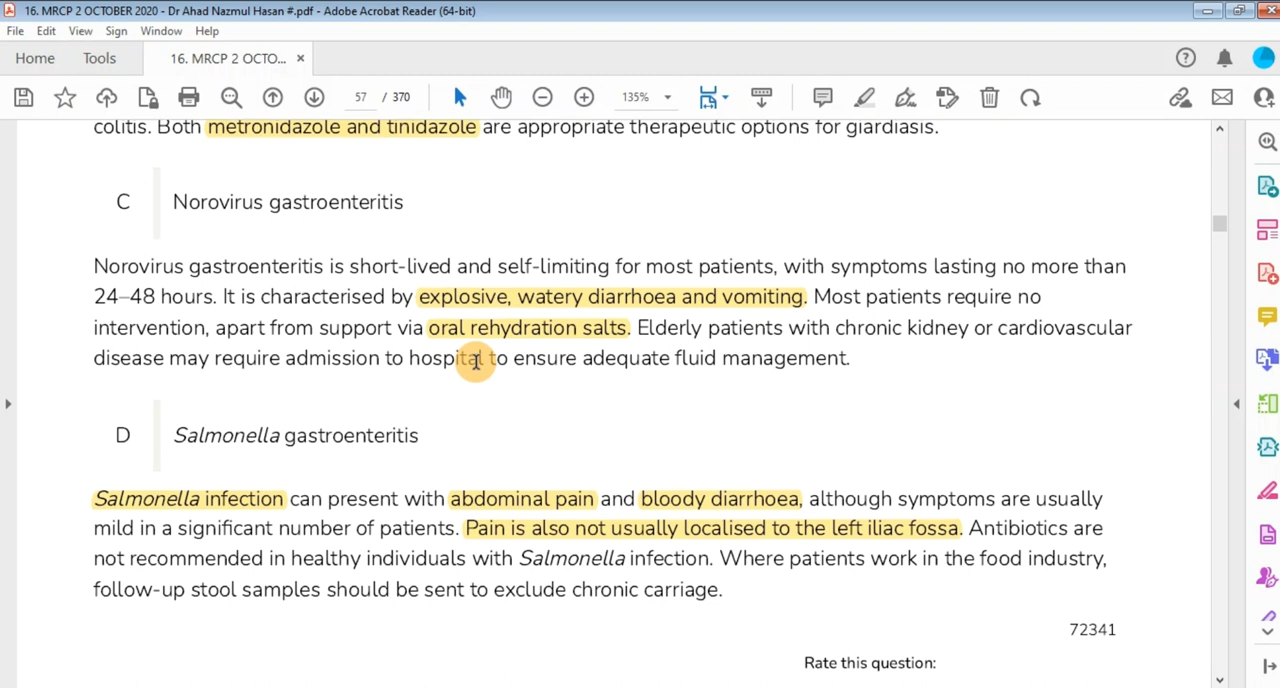 16. MRCP 2 OCTOBER 2020 - Dr Ahad Nazmul Hasan #.pdf - Adobe Acrobat Reader (64-bit)
File Edit View Sign Window Help
Home Tools 16. MRCP 2 OCTO... ×
57 / 370 135%
colitis. Both metronidazole and tinidazole are appropriate therapeutic options for giardiasis.
C Norovirus gastroenteritis
Norovirus gastroenteritis is short-lived and self-limiting for most patients, with symptoms lasting no more than
24–48 hours. It is characterised by explosive, watery diarrhoea and vomiting. Most patients require no
intervention, apart from support via oral rehydration salts. Elderly patients with chronic kidney or cardiovascular
disease may require admission to hospital to ensure adequate fluid management.
D Salmonella gastroenteritis
Salmonella infection can present with abdominal pain and bloody diarrhoea, although symptoms are usually
mild in a significant number of patients. Pain is also not usually localised to the left iliac fossa. Antibiotics are
not recommended in healthy individuals with Salmonella infection. Where patients work in the food industry,
follow-up stool samples should be sent to exclude chronic carriage.
72341
Rate this question: